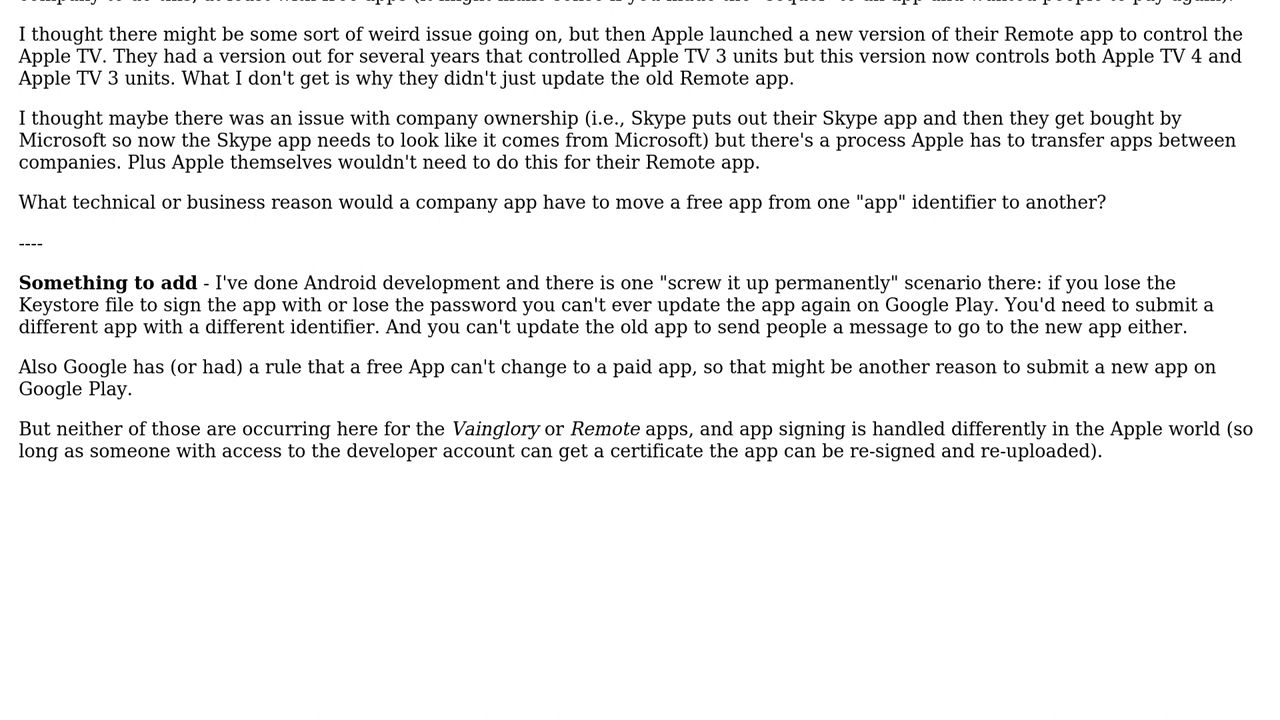 I thought there might be some sort of weird issue going on, but then Apple launched a new version of their Remote app to control the
Apple TV. They had a version out for several years that controlled Apple TV 3 units but this version now controls both Apple TV 4 and
Apple TV 3 units. What I don't get is why they didn't just update the old Remote app.
I thought maybe there was an issue with company ownership (i.e., Skype puts out their Skype app and then they get bought by
Microsoft so now the Skype app needs to look like it comes from Microsoft) but there's a process Apple has to transfer apps between
companies. Plus Apple themselves wouldn't need to do this for their Remote app.
What technical or business reason would a company app have to move a free app from one "app" identifier to another?
----
Something to add - I've done Android development and there is one "screw it up permanently" scenario there: if you lose the
Keystore file to sign the app with or lose the password you can't ever update the app again on Google Play. You'd need to submit a
different app with a different identifier. And you can't update the old app to send people a message to go to the new app either.
Also Google has (or had) a rule that a free App can't change to a paid app, so that might be another reason to submit a new app on
Google Play.
But neither of those are occurring here for the Vainglory or Remote apps, and app signing is handled differently in the Apple world (so
long as someone with access to the developer account can get a certificate the app can be re-signed and re-uploaded).